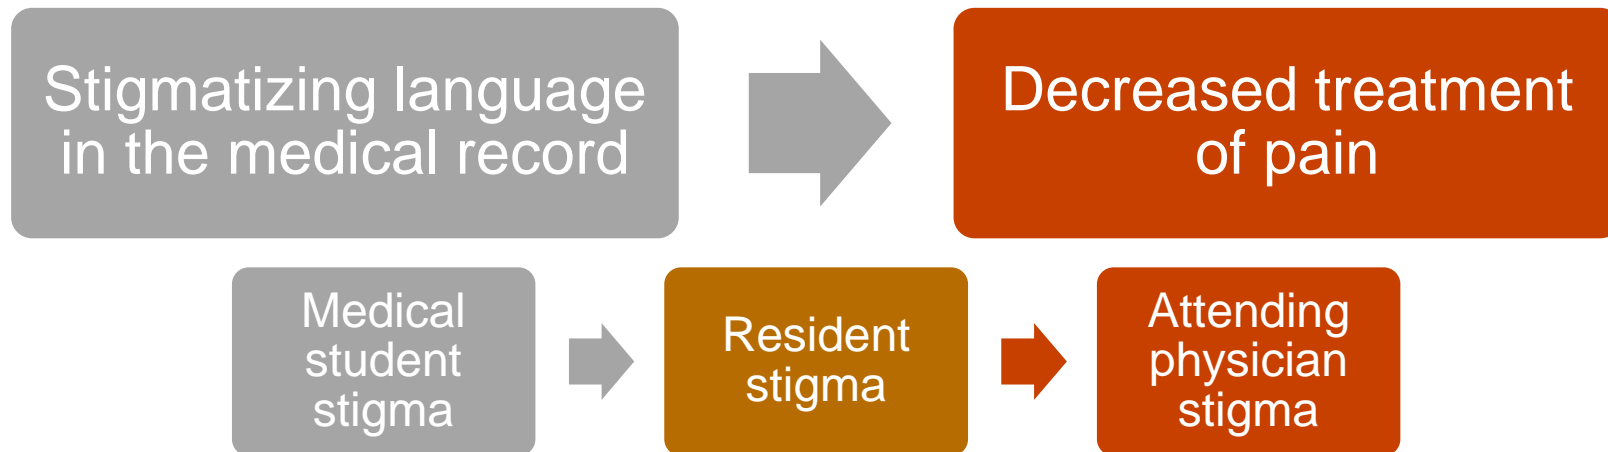 Stigmatizing language
in the medical record
Decreased treatment
of pain
Medical
student
stigma
Resident
stigma
Attending
physician
stigma